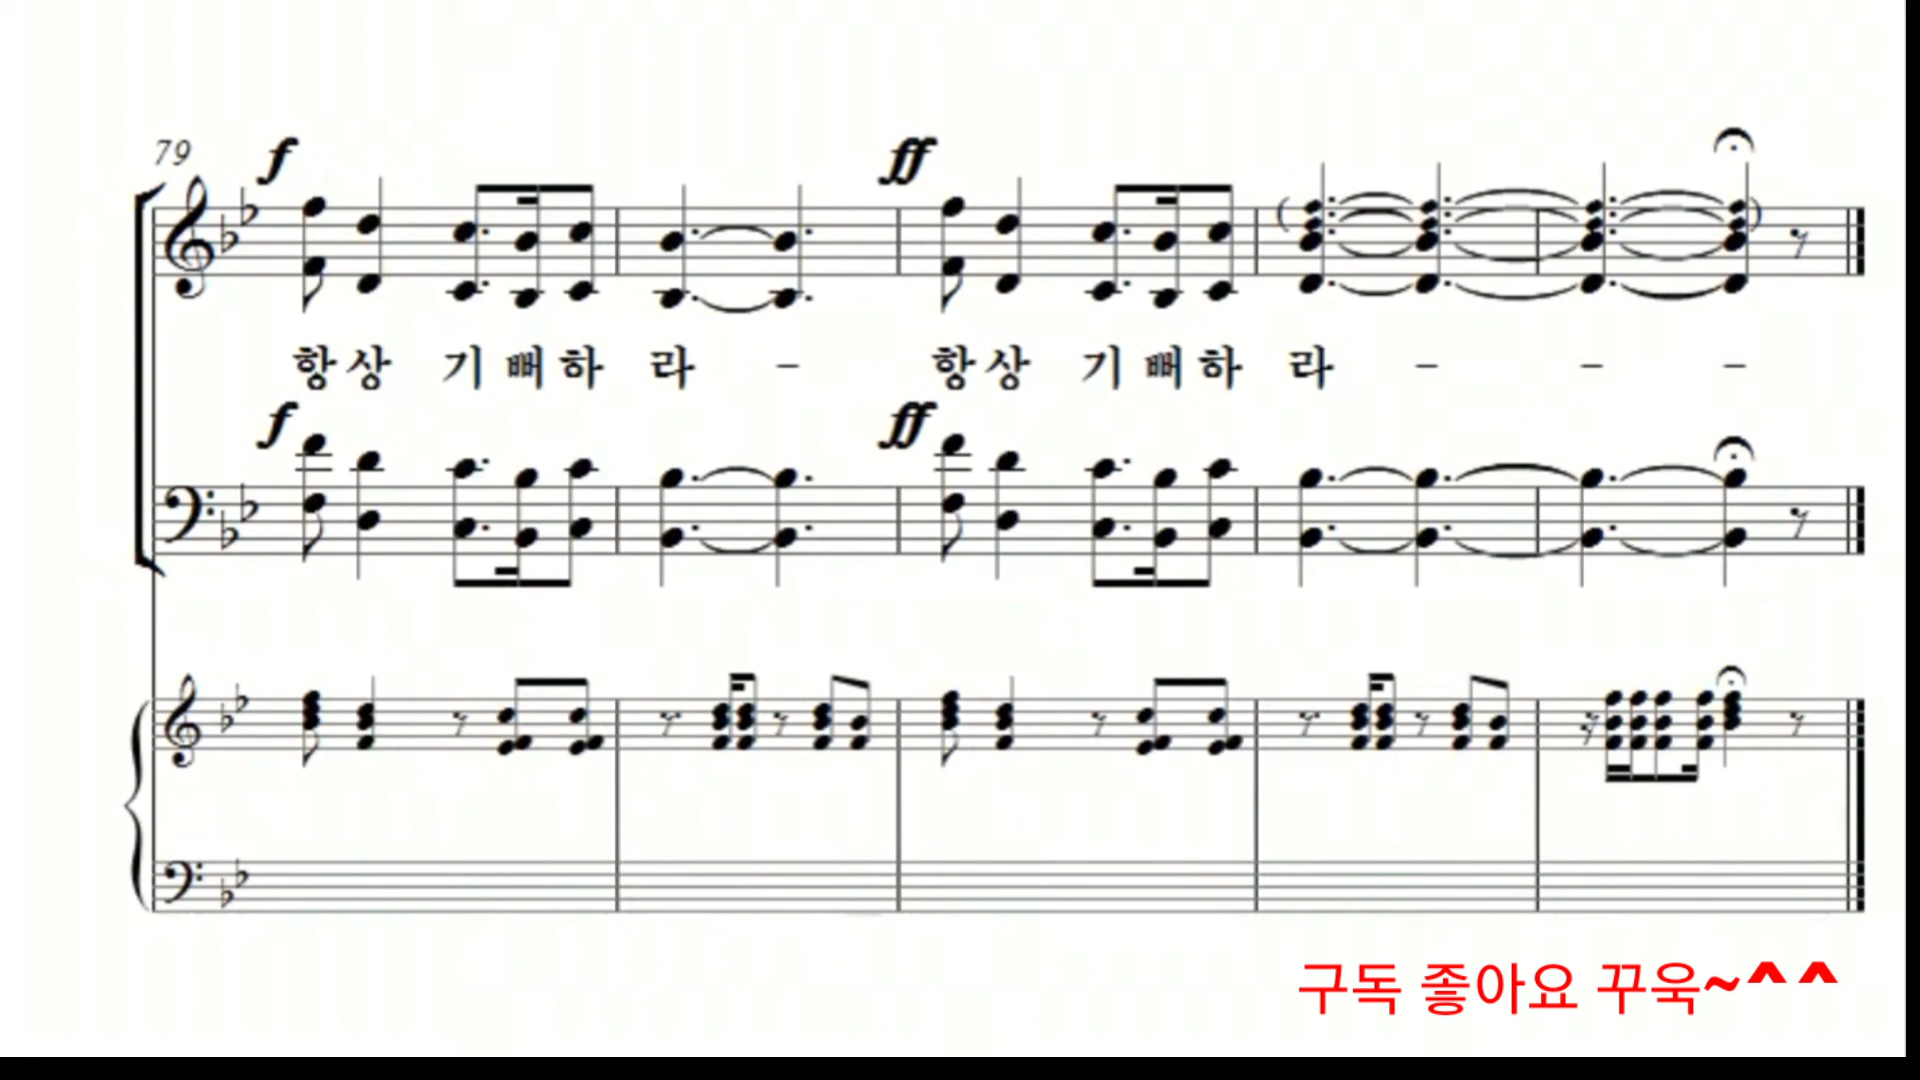 79
f ff
항상 기뻐하라 - 항상 기뻐하라 - - -
f ff
구독 좋아요 꾸욱~^^